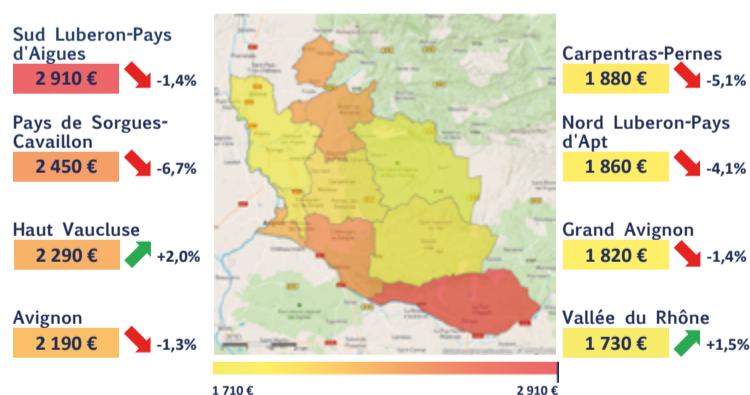 Sud Luberon-Pays
d'Aigues
2 910 €
-1,4%
Pays de Sorgues-
Cavaillon
2 450 €
-6,7%
Haut Vaucluse
2 290 €
+2,0%
Avignon
2 190 €
-1,3%
Carpentras-Pernes
1 880 €
-5,1%
Nord Luberon-Pays
d'Apt
1 860 €
-4,1%
Grand Avignon
1 820 €
-1,4%
Vallée du Rhône
1 730 €
+1,5%
1 710 €
2 910 €